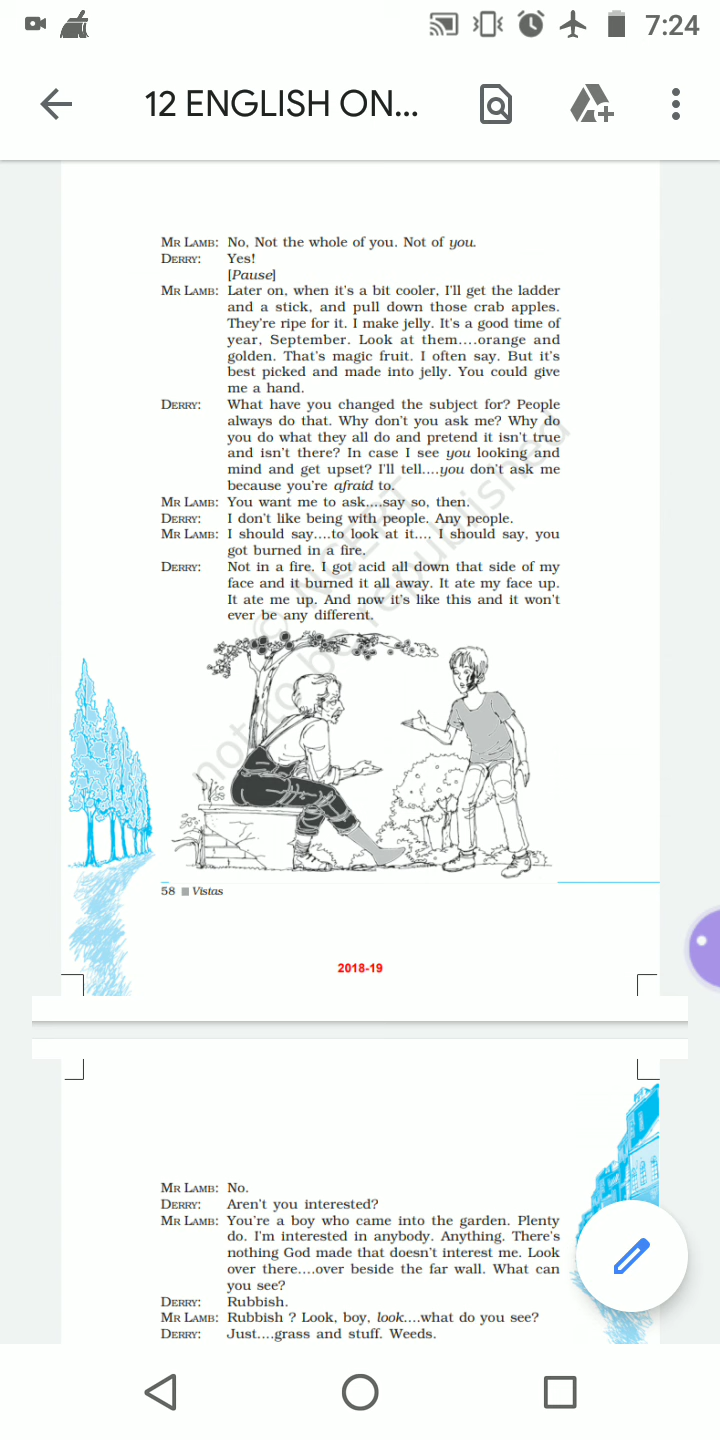 7:24
12 ENGLISH ON...
MR LAMB: No, Not the whole of you. Not of you.
DERRY: Yes!
[Pause]
MR LAMB: Later on, when it's a bit cooler, I'll get the ladder
and a stick, and pull down those crab apples.
They're ripe for it. I make jelly. It's a good time of
year, September. Look at them....orange and
golden. That's magic fruit. I often say. But it's
best picked and made into jelly. You could give
me a hand.
DERRY: What have you changed the subject for? People
always do that. Why don't you ask me? Why do
you do what they all do and pretend it isn't true
and isn't there? In case I see you looking and
mind and get upset? I'll tell....you don't ask me
because you're afraid to.
MR LAMB: You want me to ask....say so, then.
DERRY: I don't like being with people. Any people.
MR LAMB: I should say....to look at it.... I should say, you
got burned in a fire.
DERRY: Not in a fire. I got acid all down that side of my
face and it burned it all away. It ate my face up.
It ate me up. And now it's like this and it won't
ever be any different.
© NCERT
not to be republished
58 Vistas
2018-19
MR LAMB: No.
DERRY: Aren't you interested?
MR LAMB: You're a boy who came into the garden. Plenty
do. I'm interested in anybody. Anything. There's
nothing God made that doesn't interest me. Look
over there....over beside the far wall. What can
you see?
DERRY: Rubbish.
MR LAMB: Rubbish ? Look, boy, look....what do you see?
DERRY: Just....grass and stuff. Weeds.